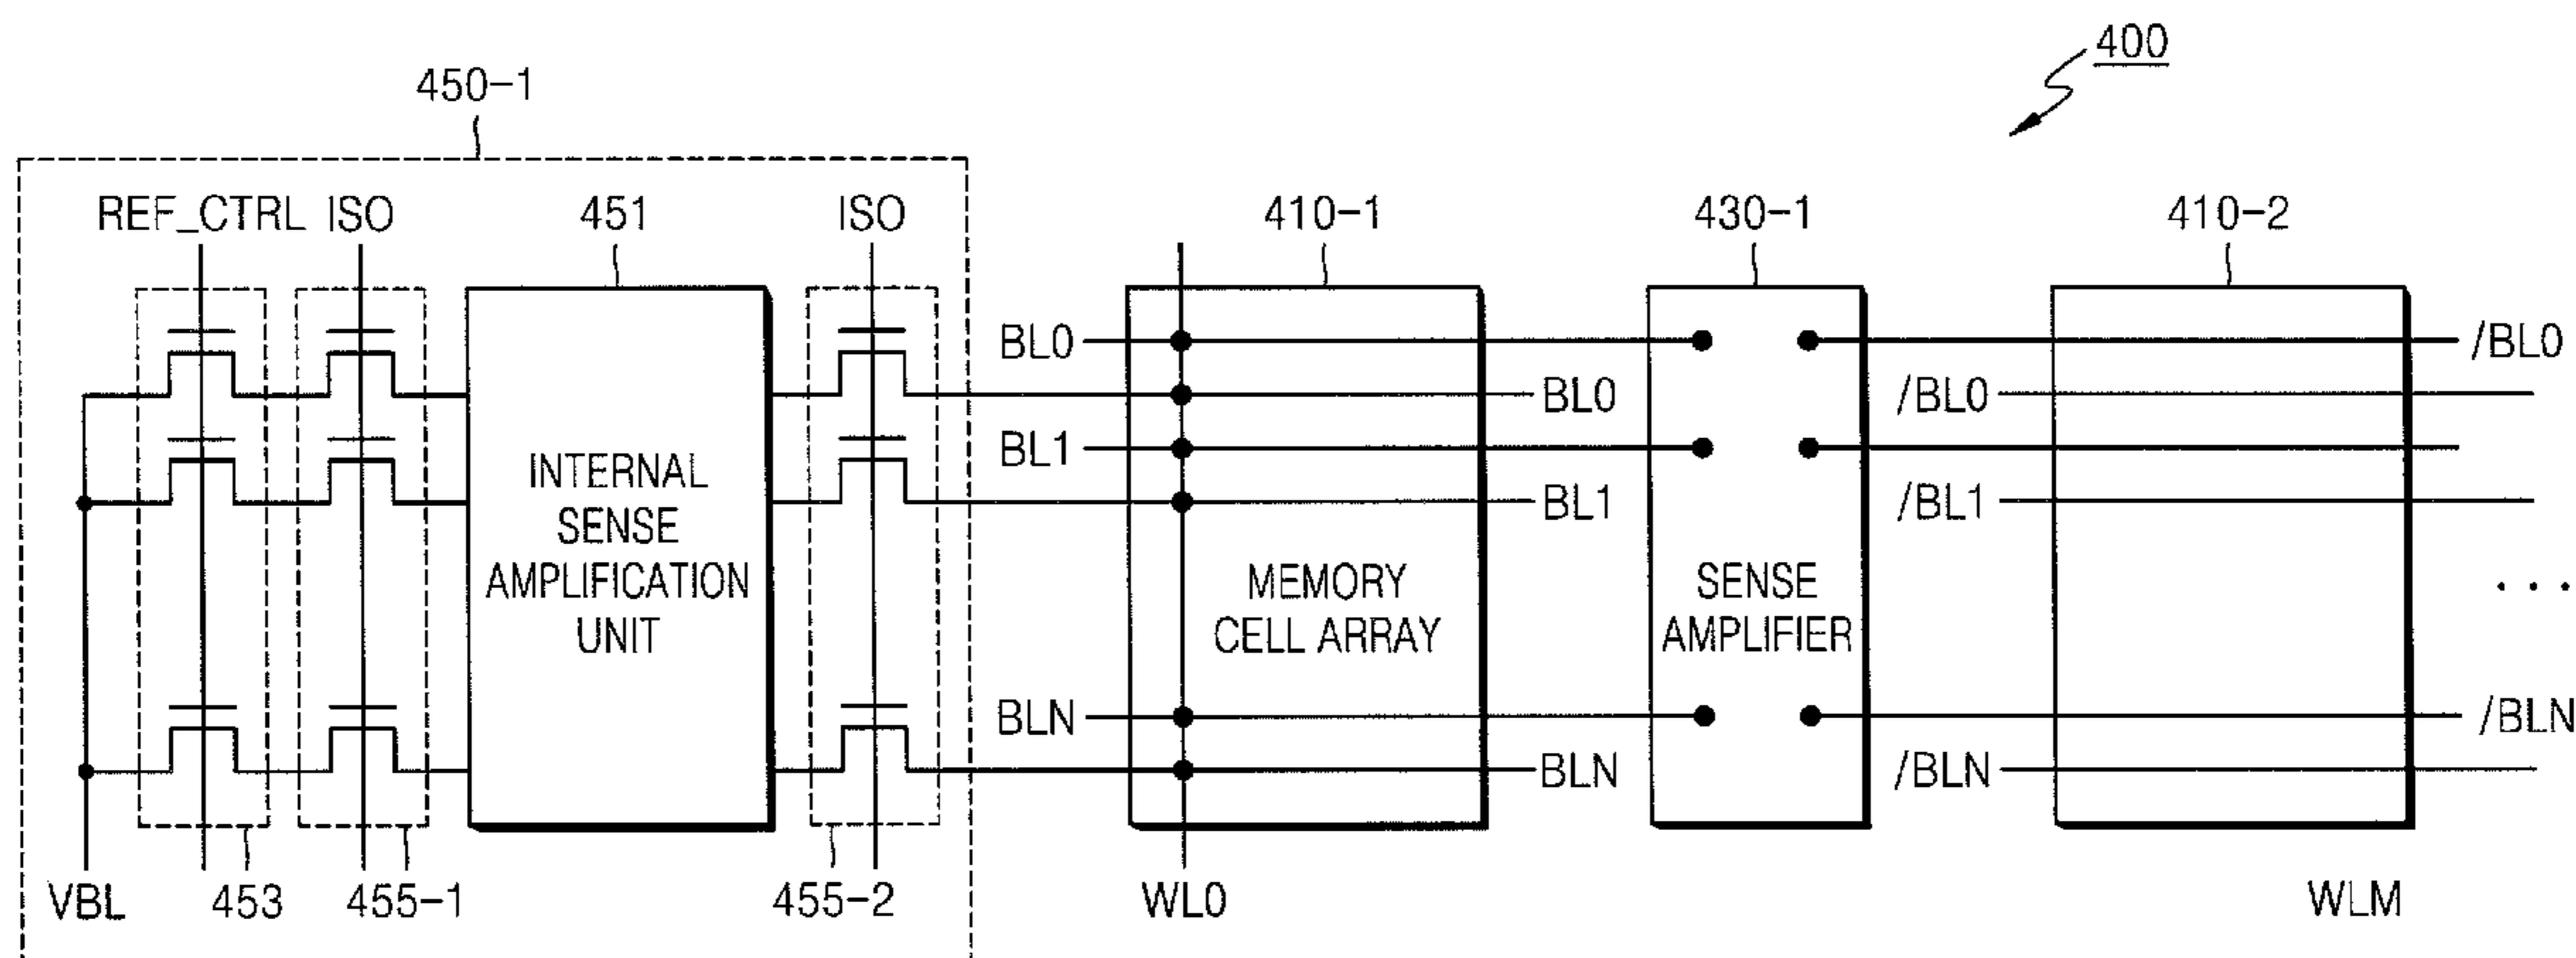 400
450-1
REF_CTRL ISO 451 ISO 410-1 430-1 410-2
BL0 /BL0
BL0 /BL0
BL1
BL1 /BL1
INTERNAL
SENSE
AMPLIFICATION
UNIT
MEMORY
CELL ARRAY
SENSE
AMPLIFIER
. . .
BLN /BLN
BLN /BLN
VBL 453 455-1 455-2 WL0 WLM